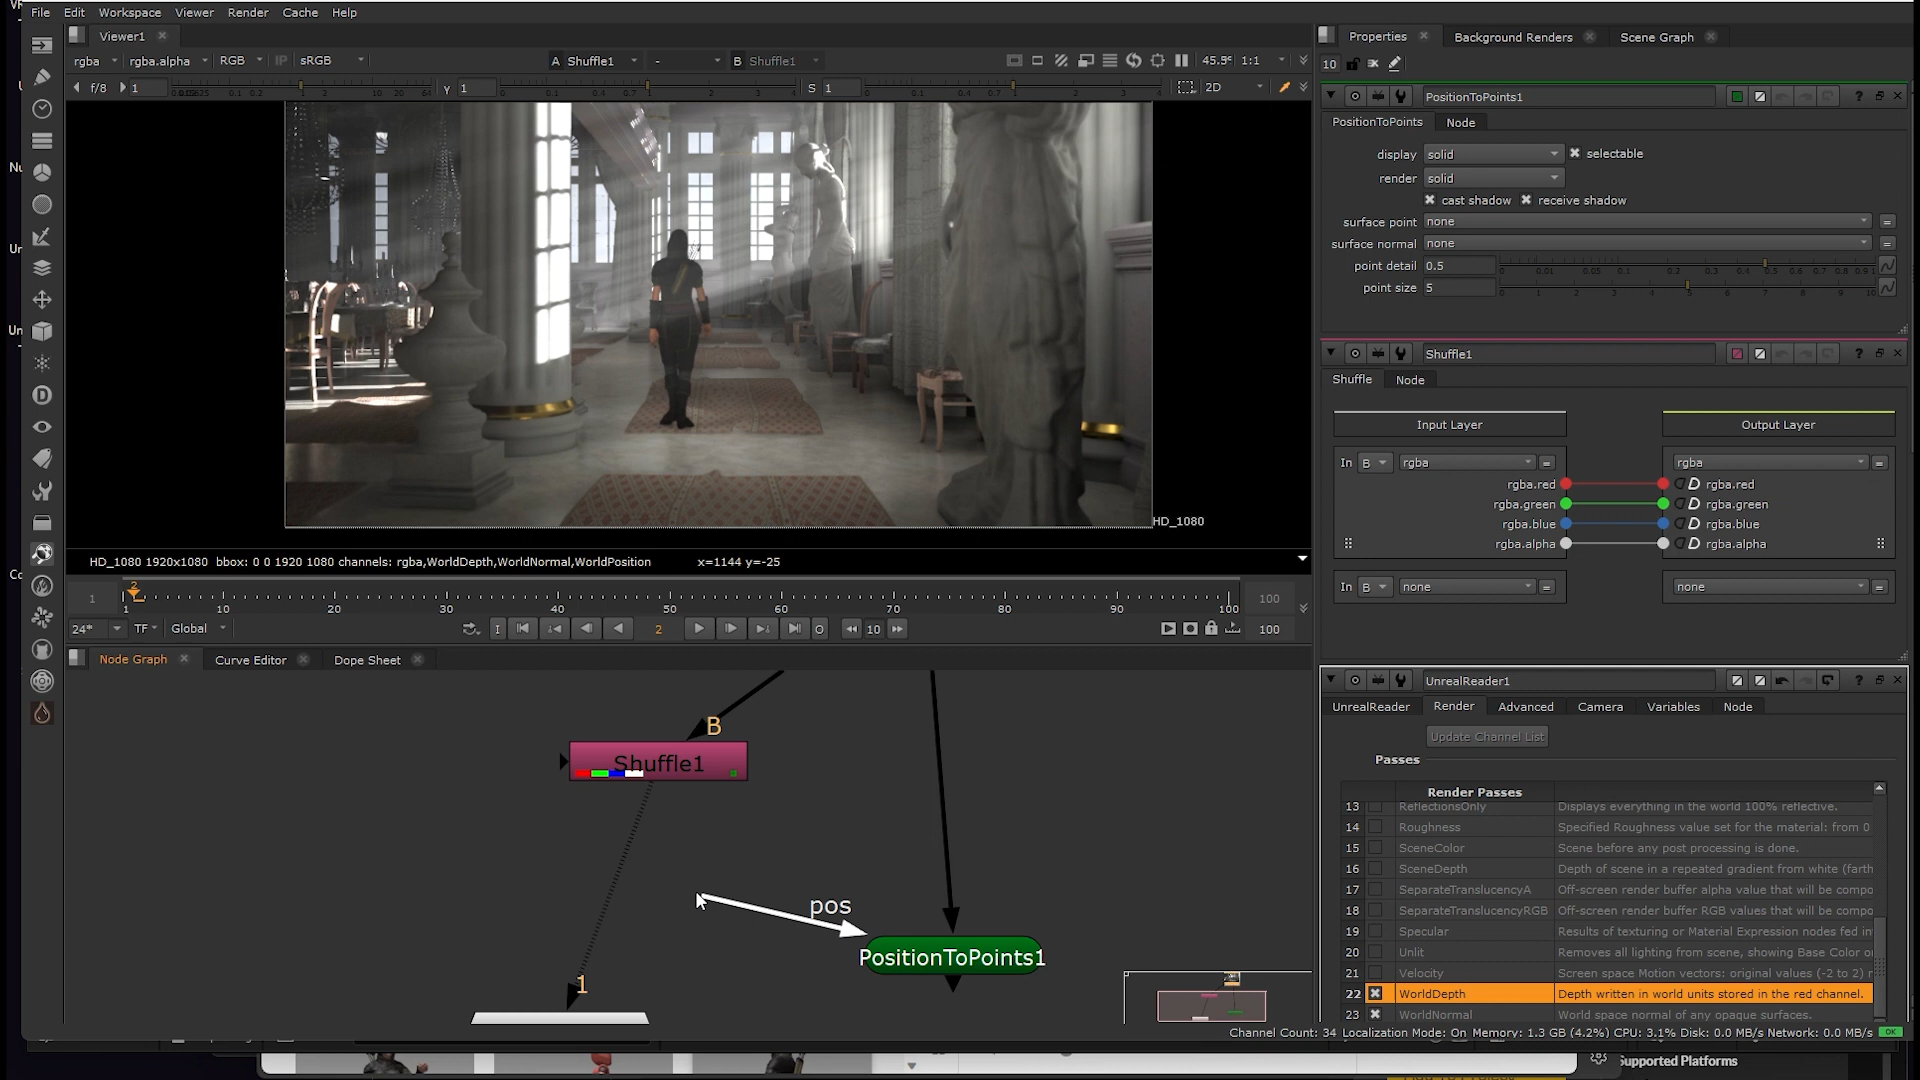 File Edit Workspace Viewer Render Cache Help
Viewer1
rgba rgba.alpha RGB IP sRGB A Shuffle1 - B Shuffle1 45.5° 1:1
f/8 1 γ 1 S 1 2D
HD_1080
HD_1080 1920x1080 bbox: 0 0 1920 1080 channels: rgba,WorldDepth,WorldNormal,WorldPosition x=1144 y=-25
1 2 100
1 10 20 30 40 50 60 70 80 90 100
24* TF Global I 2 O 10 100
Node Graph Curve Editor Dope Sheet
B
Shuffle1
pos
PositionToPoints1
1
Properties Background Renders Scene Graph
10
PositionToPoints1
PositionToPoints Node
display solid selectable
render solid
cast shadow receive shadow
surface point none
surface normal none
point detail 0.5
point size 5
Shuffle1
Shuffle Node
Input Layer Output Layer
In B rgba rgba
rgba.red rgba.red
rgba.green rgba.green
rgba.blue rgba.blue
rgba.alpha rgba.alpha
In B none none
UnrealReader1
UnrealReader Render Advanced Camera Variables Node
Update Channel List
Passes
Render Passes
13 ReflectionsOnly Displays everything in the world 100% reflective.
14 Roughness Specified Roughness value set for the material: from 0
15 SceneColor Scene before any post processing is done.
16 SceneDepth Depth of scene in a repeated gradient from white (farth
17 SeparateTranslucencyA Off-screen render buffer alpha value that will be compo
18 SeparateTranslucencyRGB Off-screen render buffer RGB values that will be compo
19 Specular Results of texturing or Material Expression nodes fed in
20 Unlit Removes all lighting from scene, showing Base Color o
21 Velocity Screen space Motion vectors: original values (-2 to 2) r
22 WorldDepth Depth written in world units stored in the red channel.
23 WorldNormal World space normal of any opaque surfaces.
Channel Count: 34 Localization Mode: On Memory: 1.3 GB (4.2%) CPU: 3.1% Disk: 0.0 MB/s Network: 0.0 MB/s OK
Supported Platforms